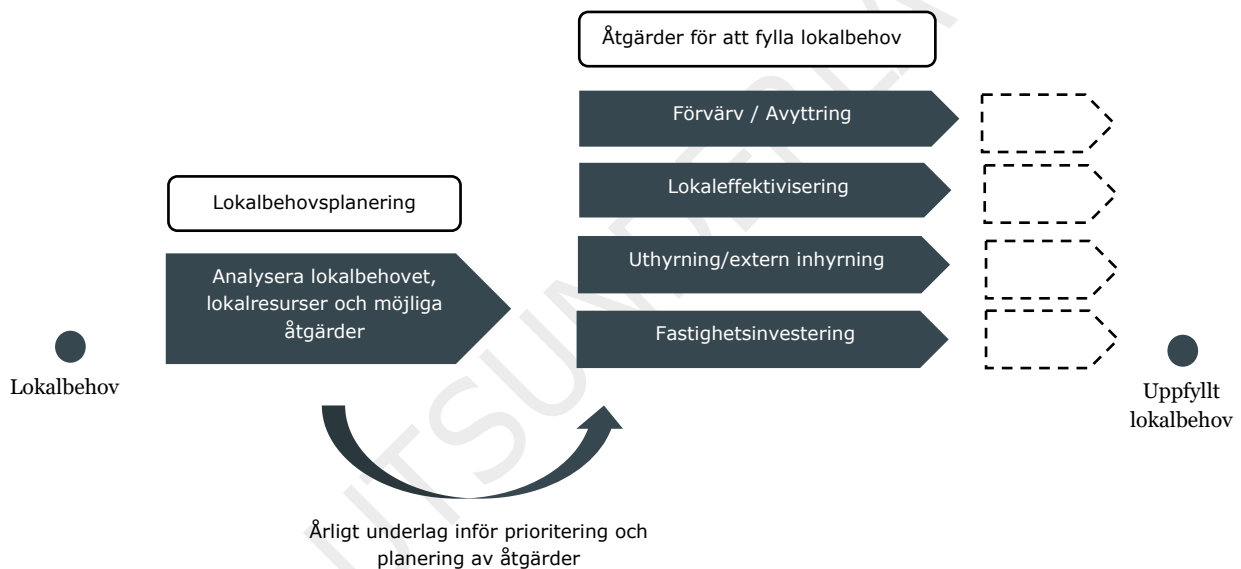 Åtgärder för att fylla lokalbehov
Förvärv / Avyttring
Lokaleffektivisering
Uthyrning/extern inhyrning
Fastighetsinvestering
Lokalbehovsplanering
Analysera lokalbehovet,
lokalresurser och möjliga
åtgärder
Lokalbehov
Uppfyllt
lokalbehov
Årligt underlag inför prioritering och
planering av åtgärder